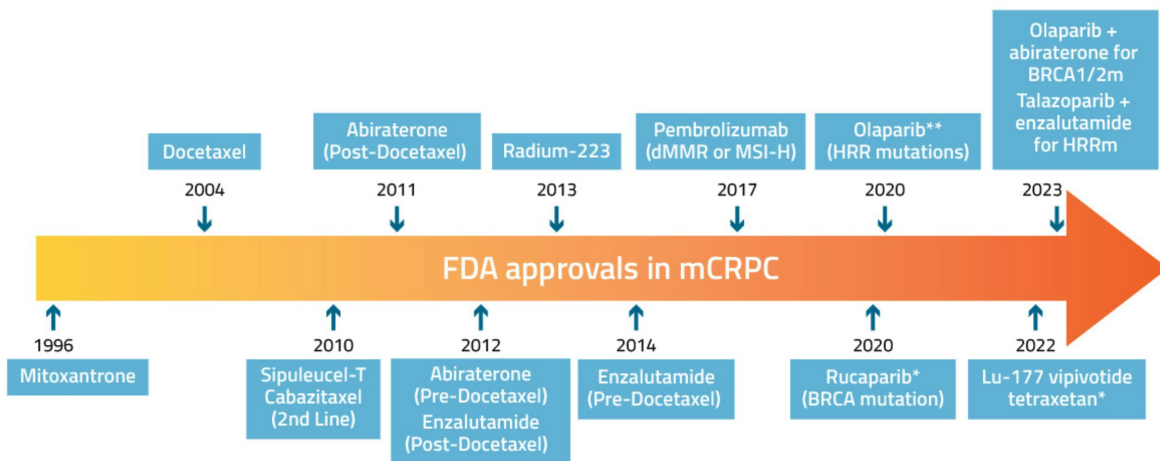 Docetaxel
2004
Abiraterone
(Post-Docetaxel)
2011
Radium-223
2013
Pembrolizumab
(dMMR or MSI-H)
2017
Olaparib**
(HRR mutations)
2020
Olaparib +
abiraterone for
BRCA1/2m
Talazoparib +
enzalutamide
for HRRm
2023
FDA approvals in mCRPC
1996
Mitoxantrone
2010
Sipuleucel-T
Cabazitaxel
(2nd Line)
2012
Abiraterone
(Pre-Docetaxel)
Enzalutamide
(Post-Docetaxel)
2014
Enzalutamide
(Pre-Docetaxel)
2020
Rucaparib*
(BRCA mutation)
2022
Lu-177 vipivotide
tetraxetan*